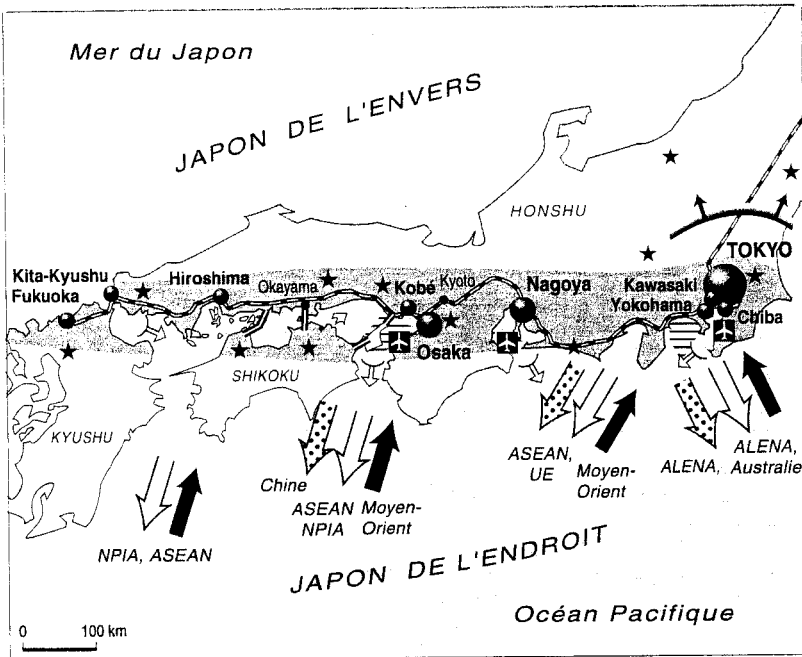 Mer du Japon
JAPON DE L'ENVERS
HONSHU
TOKYO
Kita-Kyushu
Fukuoka
Hiroshima
Okayama
Kobé
Kyoto
Nagoya
Kawasaki
Yokohama
Chiba
Osaka
SHIKOKU
KYUSHU
Chine
ASEAN
NPIA
Moyen-
Orient
ASEAN,
UE
Moyen-
Orient
ALENA,
ALENA,
Australie
NPIA, ASEAN
JAPON DE L'ENDROIT
Océan Pacifique
0 100 km